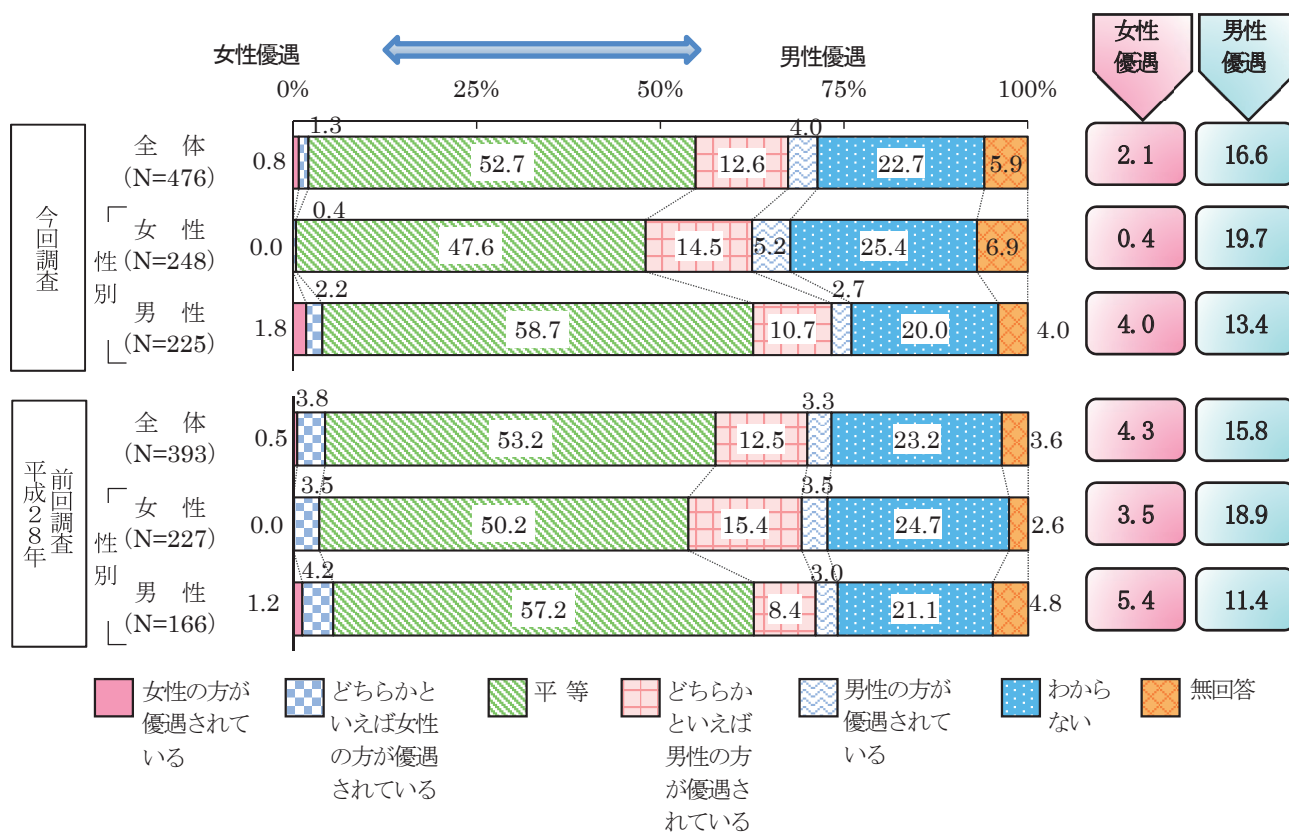 女性優遇
男性優遇
女性
優遇
男性
優遇
0%
25%
50%
75%
100%
今回調査
全 体
(N=476)
0.8
1.3
52.7
12.6
4.0
22.7
5.9
2.1
16.6
性別
女 性
(N=248)
0.0
0.4
47.6
14.5
5.2
25.4
6.9
0.4
19.7
男 性
(N=225)
1.8
2.2
58.7
10.7
2.7
20.0
4.0
4.0
13.4
前回調査
平成28年
全 体
(N=393)
0.5
3.8
53.2
12.5
3.3
23.2
3.6
4.3
15.8
性別
女 性
(N=227)
0.0
3.5
50.2
15.4
3.5
24.7
2.6
3.5
18.9
男 性
(N=166)
1.2
4.2
57.2
8.4
3.0
21.1
4.8
5.4
11.4
女性の方が
優遇されて
いる
どちらかと
いえば女性
の方が優遇
されている
平 等
どちらか
といえば
男性の方
が優遇さ
れている
男性の方が
優遇されて
いる
わから
ない
無回答